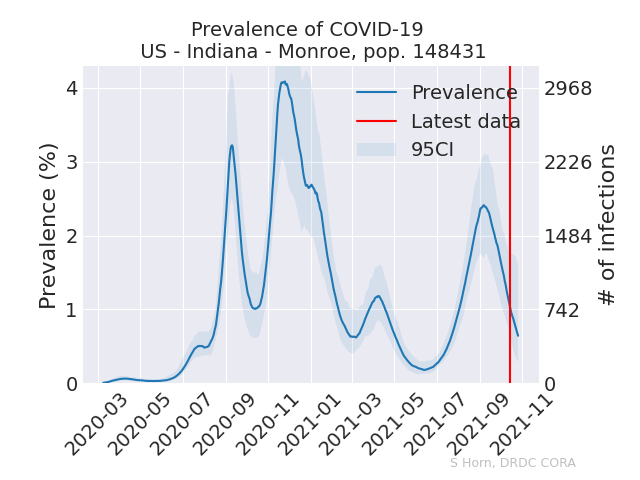 Prevalence of COVID-19
US - Indiana - Monroe, pop. 148431
Prevalence (%)
4
3
2
1
0
Prevalence
Latest data
95CI
2968
2226
1484
742
0
# of infections
2020-03
2020-05
2020-07
2020-09
2020-11
2021-01
2021-03
2021-05
2021-07
2021-09
2021-11
S Horn, DRDC CORA